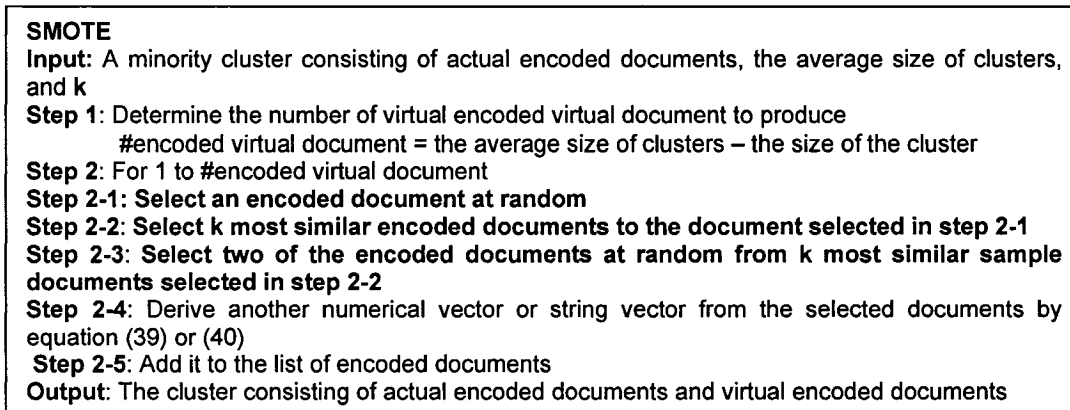 SMOTE
Input: A minority cluster consisting of actual encoded documents, the average size of clusters,
and k
Step 1: Determine the number of virtual encoded virtual document to produce
#encoded virtual document = the average size of clusters – the size of the cluster
Step 2: For 1 to #encoded virtual document
Step 2-1: Select an encoded document at random
Step 2-2: Select k most similar encoded documents to the document selected in step 2-1
Step 2-3: Select two of the encoded documents at random from k most similar sample
documents selected in step 2-2
Step 2-4: Derive another numerical vector or string vector from the selected documents by
equation (39) or (40)
Step 2-5: Add it to the list of encoded documents
Output: The cluster consisting of actual encoded documents and virtual encoded documents